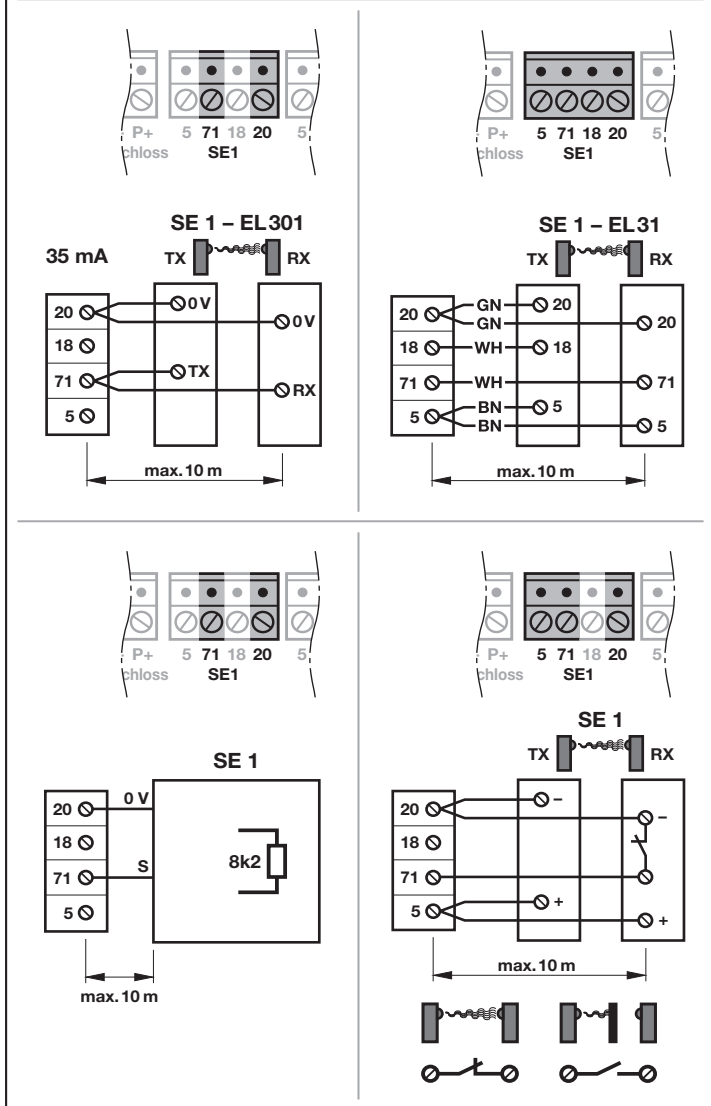 P+ 5 71 18 20 5
chloss SE1
SE 1 – EL301
35 mA TX RX
20 0 V
0 V
18
TX
71
RX
5
max. 10 m
P+ 5 71 18 20 5
chloss SE1
SE 1 – EL31
TX RX
20 GN 20
GN 20
18 WH 18
71 WH 71
5 BN 5
BN 5
max. 10 m
P+ 5 71 18 20 5
chloss SE1
SE 1
20 0 V
18
8k2
71 S
5
max. 10 m
P+ 5 71 18 20 5
chloss SE1
SE 1
TX RX
20 –
–
18
71
5 +
+
max. 10 m